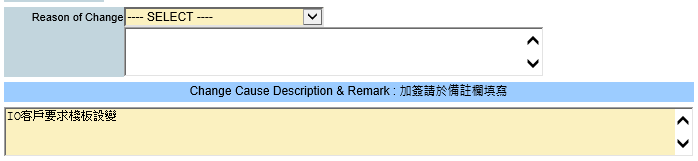 Reason of Change ---- SELECT ----
Change Cause Description & Remark : 加簽請於備註欄填寫
IO客戶要求棧板設變